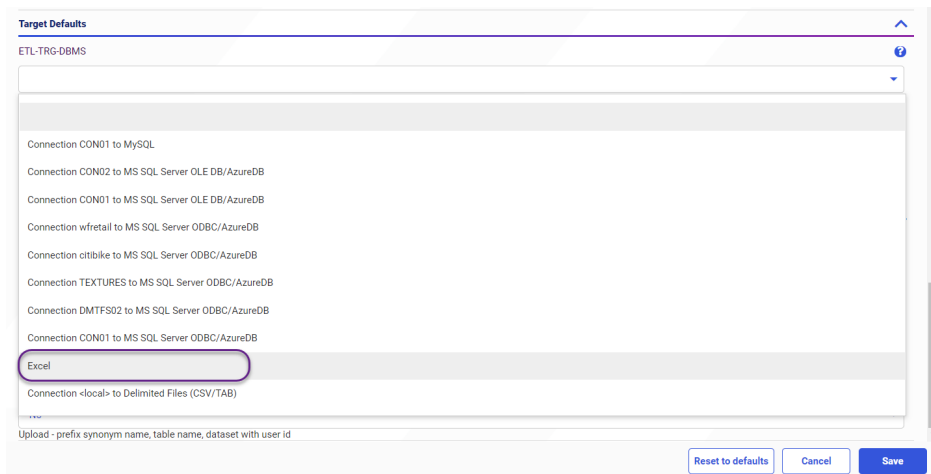 Target Defaults
ETL-TRG-DBMS
Connection CON01 to MySQL
Connection CON02 to MS SQL Server OLE DB/AzureDB
Connection CON01 to MS SQL Server OLE DB/AzureDB
Connection wfretail to MS SQL Server ODBC/AzureDB
Connection citibike to MS SQL Server ODBC/AzureDB
Connection TEXTURES to MS SQL Server ODBC/AzureDB
Connection DMTFS02 to MS SQL Server ODBC/AzureDB
Connection CON01 to MS SQL Server ODBC/AzureDB
Excel
Connection <local> to Delimited Files (CSV/TAB)
Upload - prefix synonym name, table name, dataset with user id
Reset to defaults Cancel Save